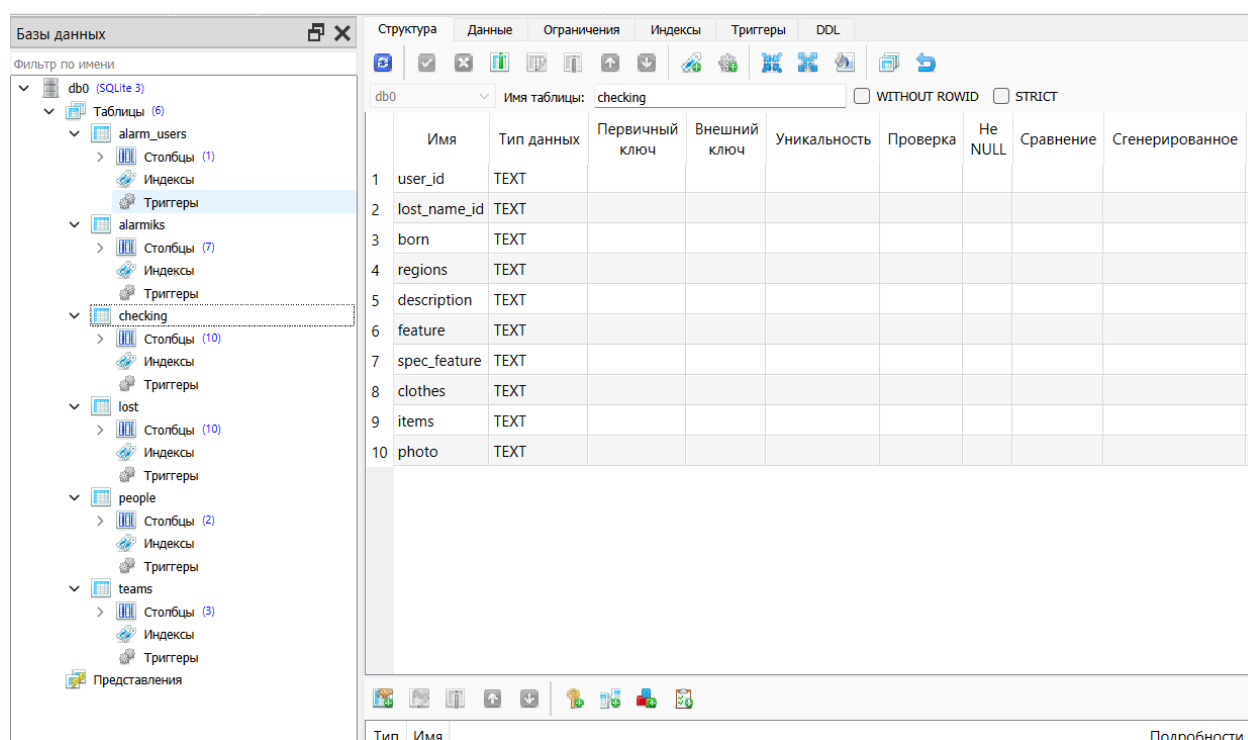 Базы данных
Фильтр по имени
db0 (SQLite 3)
Таблицы (6)
alarm_users
Столбцы (1)
Индексы
Триггеры
alarmiks
Столбцы (7)
Индексы
Триггеры
checking
Столбцы (10)
Индексы
Триггеры
lost
Столбцы (10)
Индексы
Триггеры
people
Столбцы (2)
Индексы
Триггеры
teams
Столбцы (3)
Индексы
Триггеры
Представления
Структура Данные Ограничения Индексы Триггеры DDL
db0 Имя таблицы: checking WITHOUT ROWID STRICT
Имя Тип данных Первичный ключ Внешний ключ Уникальность Проверка Не NULL Сравнение Сгенерированное
1 user_id TEXT
2 lost_name_id TEXT
3 born TEXT
4 regions TEXT
5 description TEXT
6 feature TEXT
7 spec_feature TEXT
8 clothes TEXT
9 items TEXT
10 photo TEXT
Тип Имя Подробности